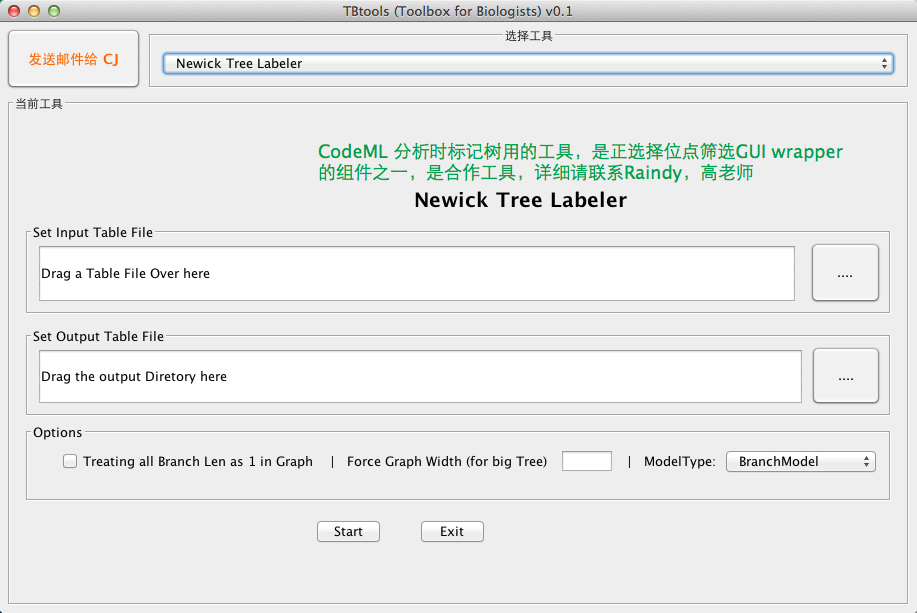 TBtools (Toolbox for Biologists) v0.1
发送邮件给 CJ
选择工具
Newick Tree Labeler
当前工具
CodeML 分析时标记树用的工具，是正选择位点筛选GUI wrapper
的组件之一，是合作工具，详细请联系Raindy，高老师
Newick Tree Labeler
Set Input Table File
Drag a Table File Over here
....
Set Output Table File
Drag the output Diretory here
....
Options
Treating all Branch Len as 1 in Graph | Force Graph Width (for big Tree) | ModelType: BranchModel
Start Exit